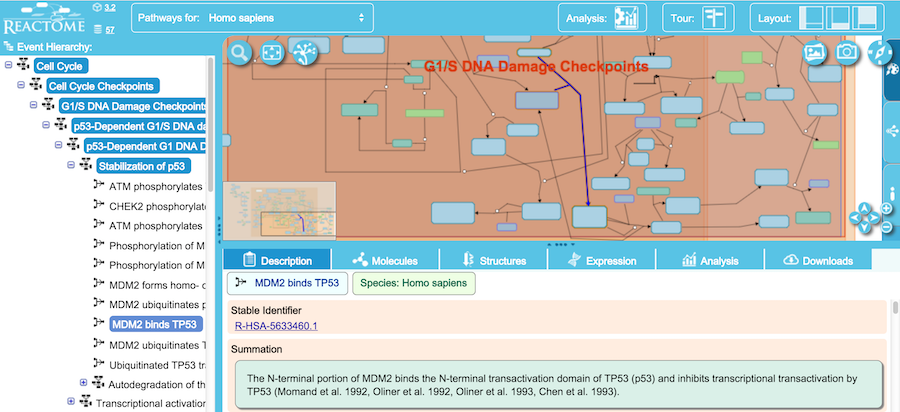 REACTOME
3.2
57
Pathways for: Homo sapiens
Analysis:
Tour:
Layout:
Event Hierarchy:
Cell Cycle
Cell Cycle Checkpoints
G1/S DNA Damage Checkpoints
p53-Dependent G1/S DNA da
p53-Dependent G1 DNA D
Stabilization of p53
ATM phosphorylates
CHEK2 phosphorylat
ATM phosphorylates
Phosphorylation of M
Phosphorylation of M
MDM2 forms homo- o
MDM2 ubiquitinates p
MDM2 binds TP53
MDM2 ubiquitinates T
Ubiquitinated TP53 tr
Autodegradation of th
Transcriptional activation
G1/S DNA Damage Checkpoints
Description
Molecules
Structures
Expression
Analysis
Downloads
MDM2 binds TP53
Species: Homo sapiens
Stable Identifier
R-HSA-5633460.1
Summation
The N-terminal portion of MDM2 binds the N-terminal transactivation domain of TP53 (p53) and inhibits transcriptional transactivation by
TP53 (Momand et al. 1992, Oliner et al. 1992, Oliner et al. 1993, Chen et al. 1993).